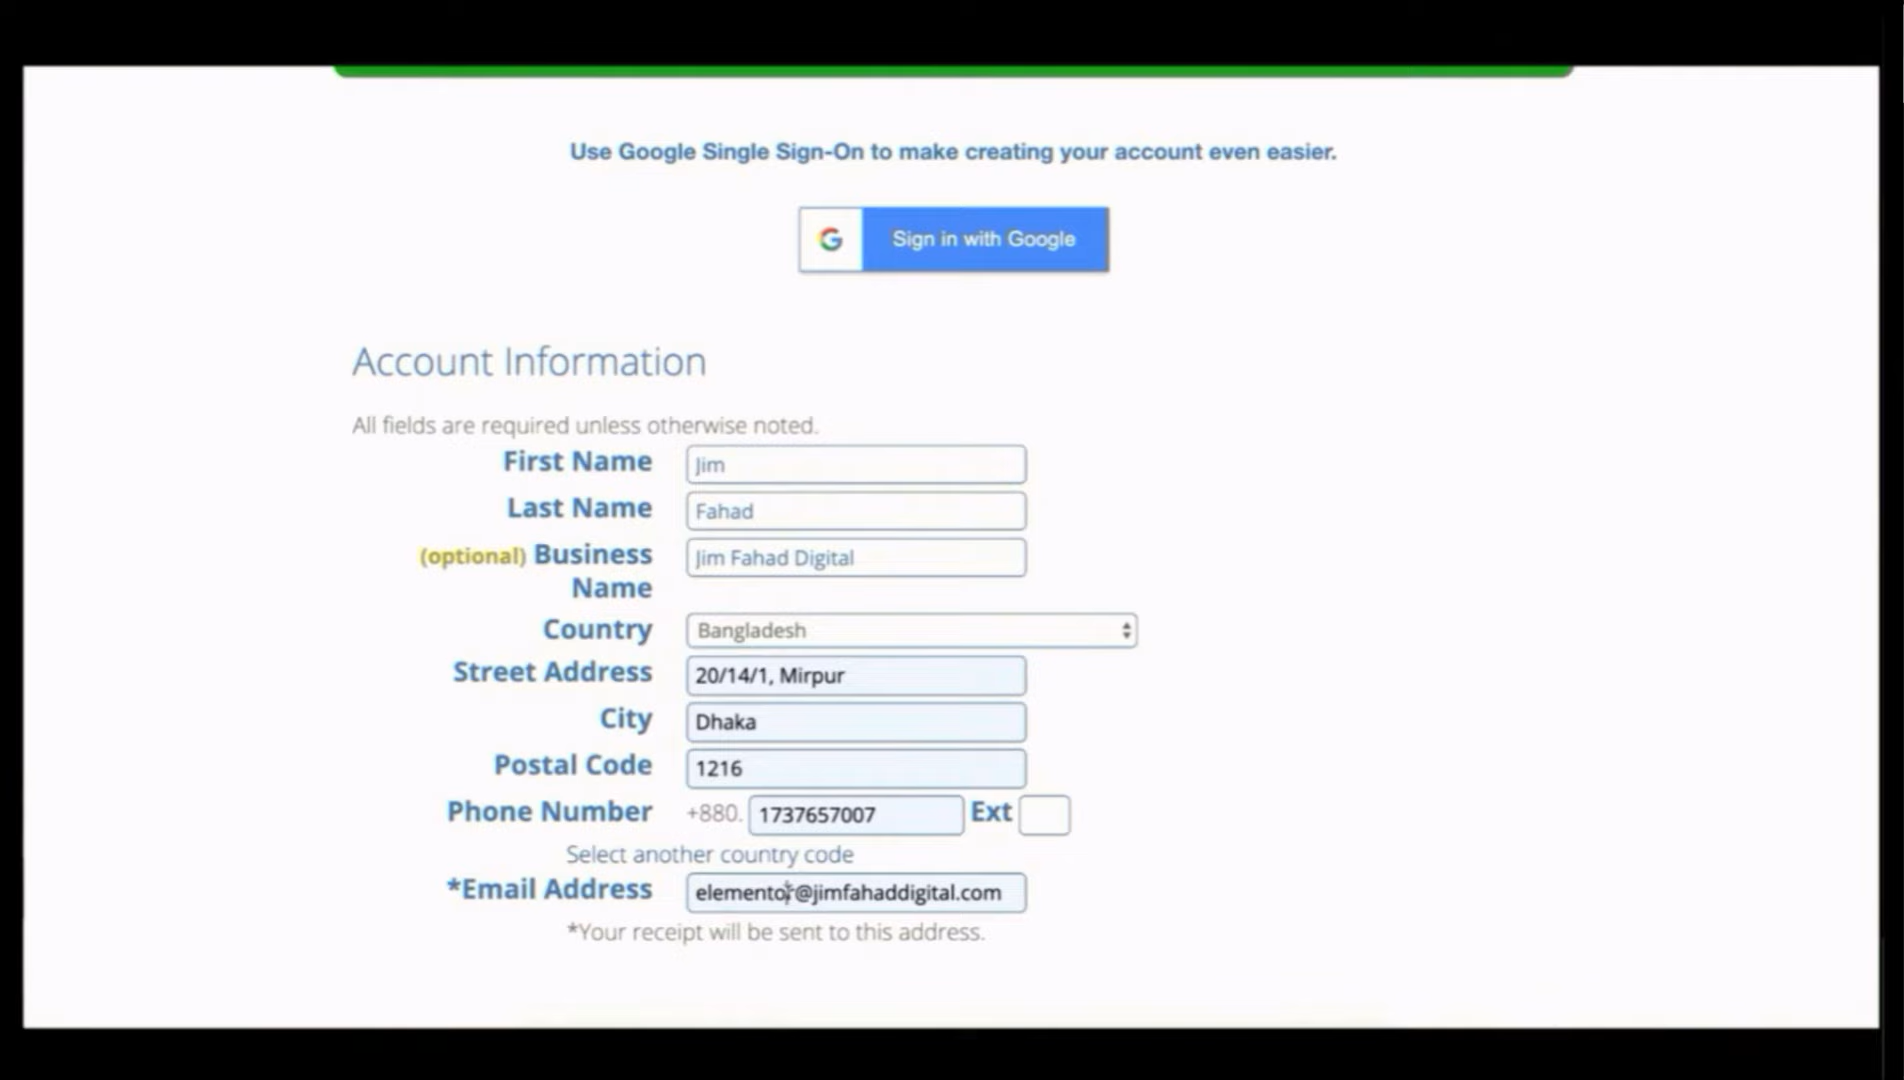 Use Google Single Sign-On to make creating your account even easier.
Sign in with Google
Account Information
All fields are required unless otherwise noted.
First Name Jim
Last Name Fahad
(optional) Business Name Jim Fahad Digital
Country Bangladesh
Street Address 20/14/1, Mirpur
City Dhaka
Postal Code 1216
Phone Number +880. 1737657007 Ext
Select another country code
*Email Address elementor@jimfahaddigital.com
*Your receipt will be sent to this address.